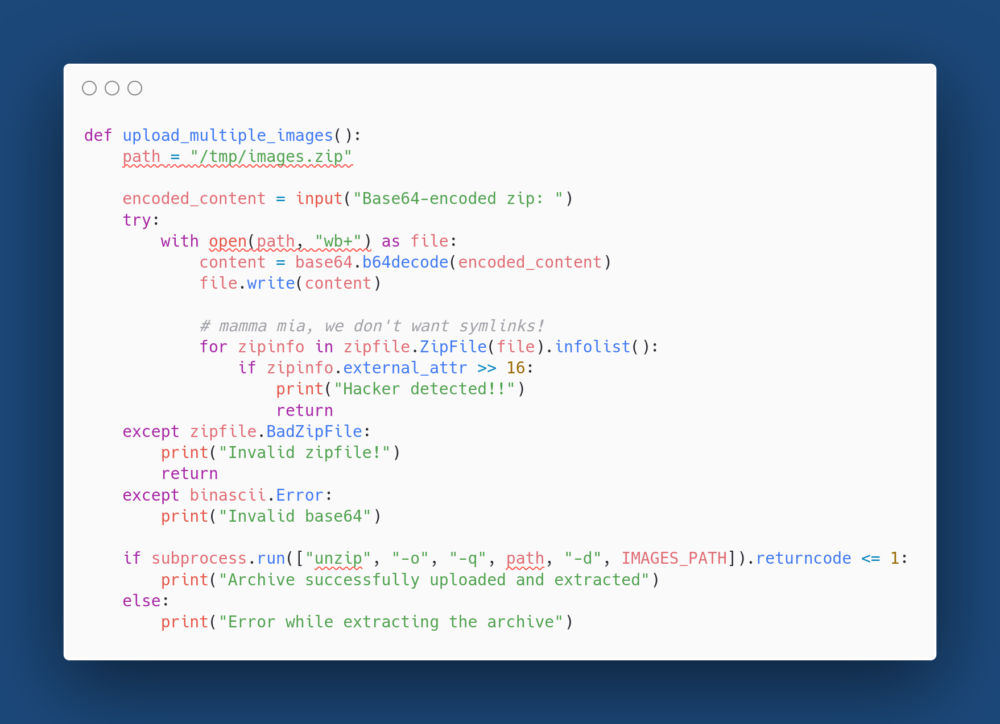 def upload_multiple_images():
    path = "/tmp/images.zip"

    encoded_content = input("Base64-encoded zip: ")
    try:
        with open(path, "wb+") as file:
            content = base64.b64decode(encoded_content)
            file.write(content)

            # mamma mia, we don't want symlinks!
            for zipinfo in zipfile.ZipFile(file).infolist():
                if zipinfo.external_attr >> 16:
                    print("Hacker detected!!")
                    return
    except zipfile.BadZipFile:
        print("Invalid zipfile!")
        return
    except binascii.Error:
        print("Invalid base64")

    if subprocess.run(["unzip", "-o", "-q", path, "-d", IMAGES_PATH]).returncode <= 1:
        print("Archive successfully uploaded and extracted")
    else:
        print("Error while extracting the archive")